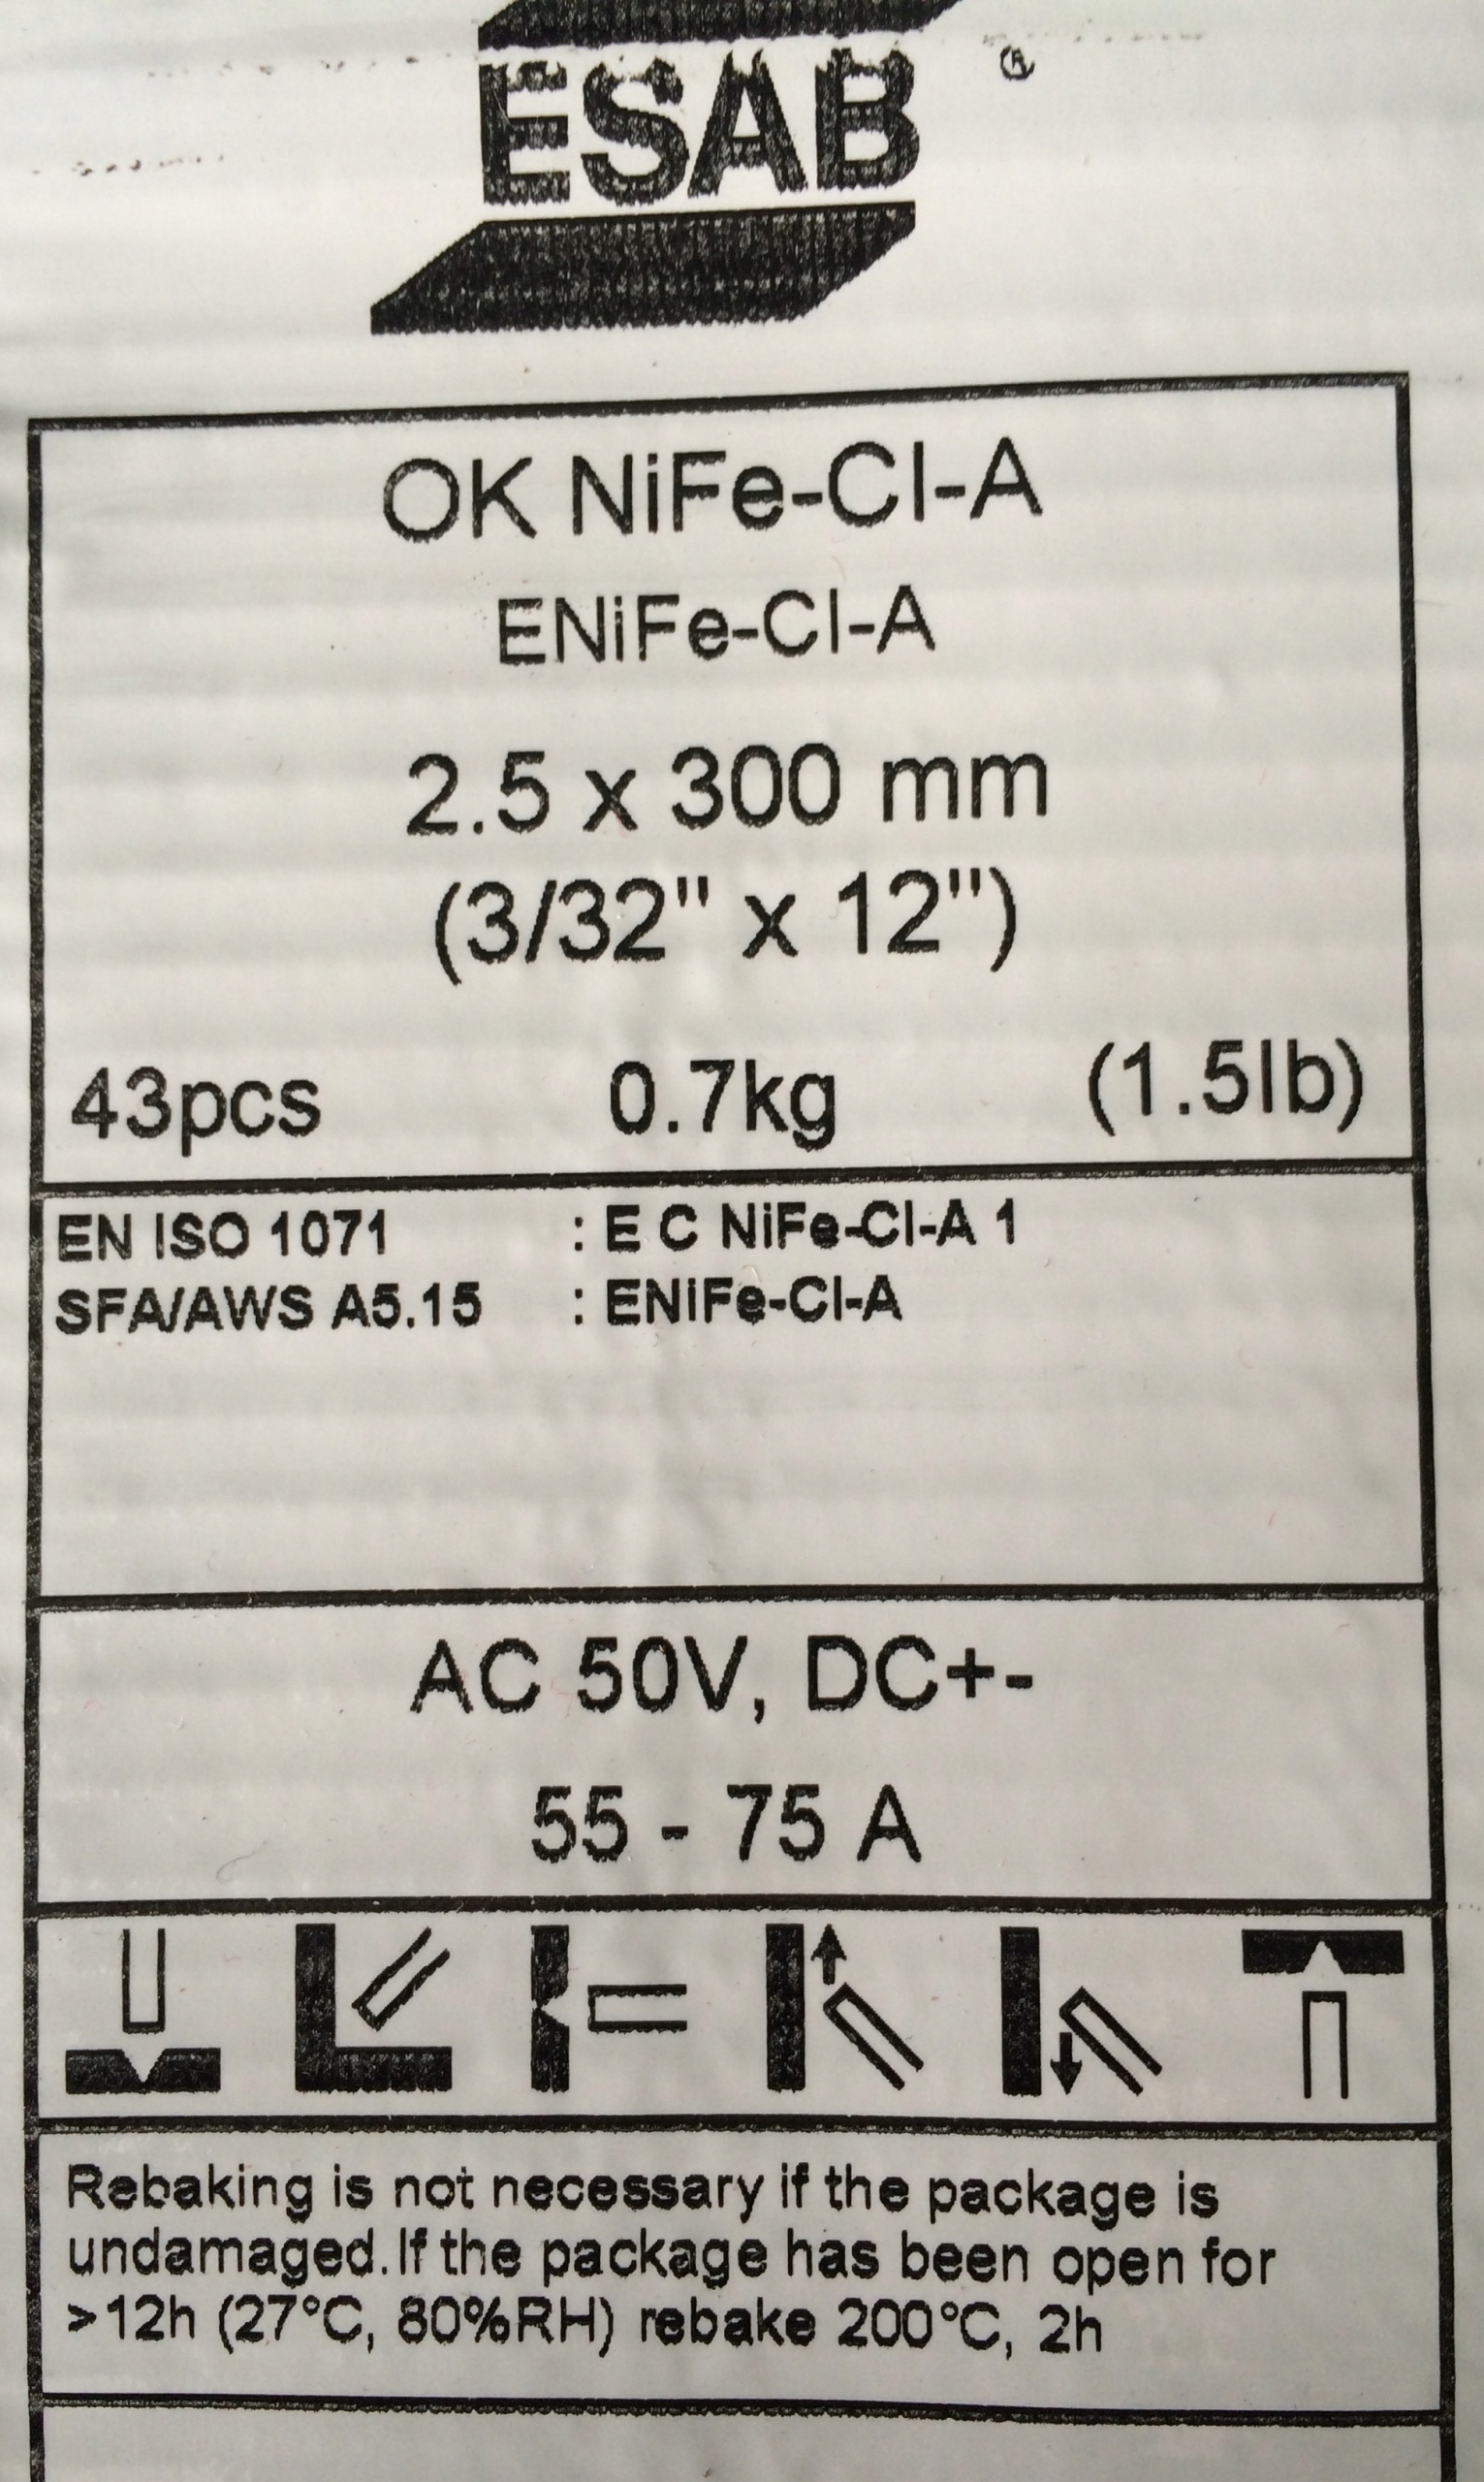 ESAB ®
OK NiFe-CI-A
ENiFe-CI-A
2.5 x 300 mm
(3/32" x 12")
43pcs 0.7kg (1.5lb)
EN ISO 1071 : E C NiFe-CI-A 1
SFA/AWS A5.15 : ENiFe-CI-A
AC 50V, DC+-
55 - 75 A
Rebaking is not necessary if the package is
undamaged. If the package has been open for
>12h (27°C, 80%RH) rebake 200°C, 2h